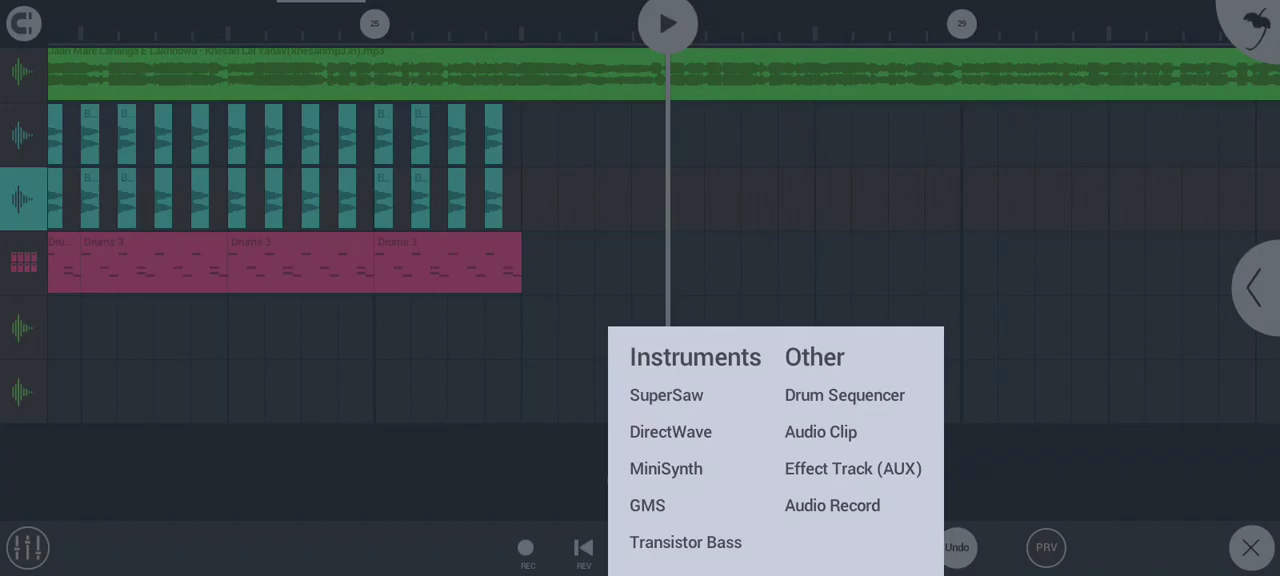 25
29
Jaan Mare Lahanga E Lakhnowa - Khesari Lal Yadav(khesarimp3.in).mp3
B... B... B... B...
B... B... B... B...
Dru... Drums 3 Drums 3 Drums 3
Instruments Other
SuperSaw Drum Sequencer
DirectWave Audio Clip
MiniSynth Effect Track (AUX)
GMS Audio Record
Transistor Bass
Undo PRV
REC REV